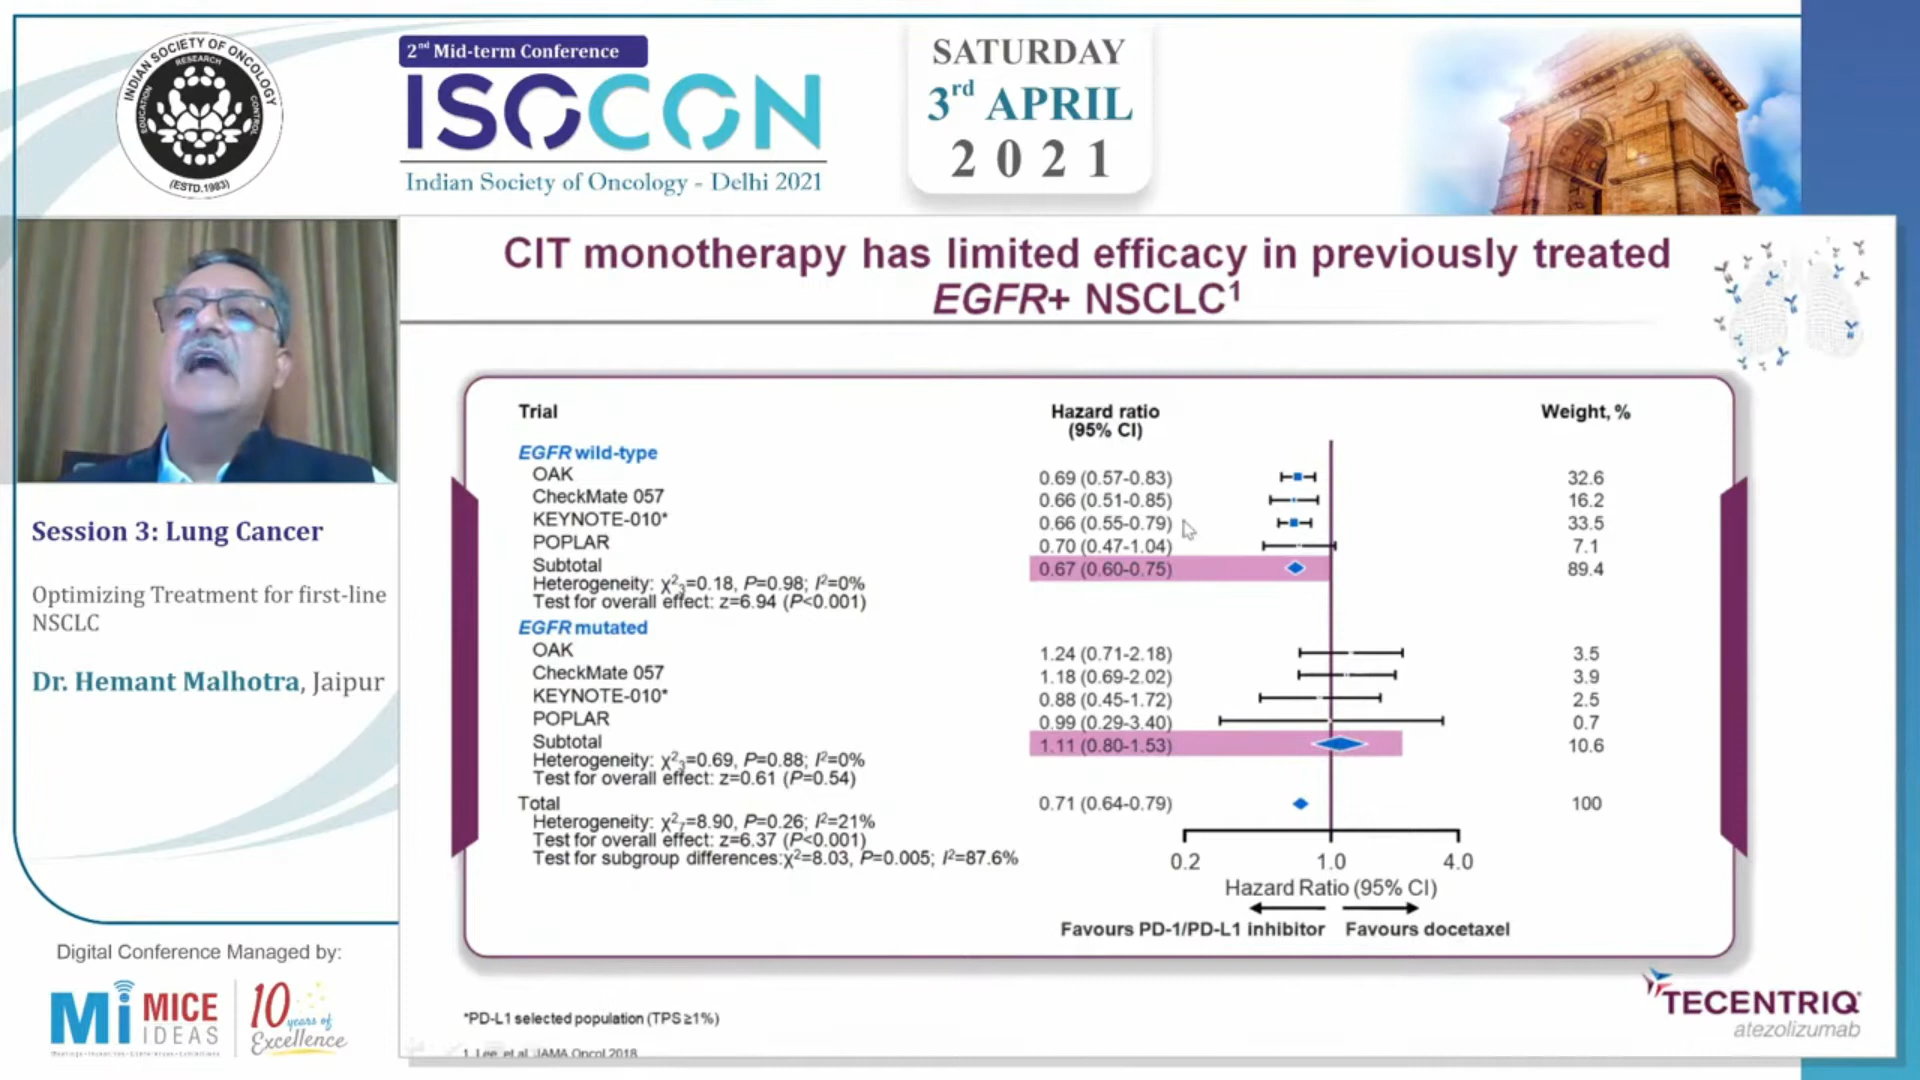 INDIAN SOCIETY OF ONCOLOGY
RESEARCH
EDUCATION
CONTROL
(ESTD.1983)
2nd Mid-term Conference
ISOCON
Indian Society of Oncology - Delhi 2021
SATURDAY
3rd APRIL
2021
Session 3: Lung Cancer
Optimizing Treatment for first-line
NSCLC
Dr. Hemant Malhotra, Jaipur
Digital Conference Managed by:
Mi MICE
IDEAS
10
years of
Excellence
CIT monotherapy has limited efficacy in previously treated
EGFR+ NSCLC¹
Trial Hazard ratio Weight, %
(95% CI)
EGFR wild-type
OAK 0.69 (0.57-0.83) 32.6
CheckMate 057 0.66 (0.51-0.85) 16.2
KEYNOTE-010* 0.66 (0.55-0.79) 33.5
POPLAR 0.70 (0.47-1.04) 7.1
Subtotal 0.67 (0.60-0.75) 89.4
Heterogeneity: χ²₃=0.18, P=0.98; I²=0%
Test for overall effect: z=6.94 (P<0.001)
EGFR mutated
OAK 1.24 (0.71-2.18) 3.5
CheckMate 057 1.18 (0.69-2.02) 3.9
KEYNOTE-010* 0.88 (0.45-1.72) 2.5
POPLAR 0.99 (0.29-3.40) 0.7
Subtotal 1.11 (0.80-1.53) 10.6
Heterogeneity: χ²₃=0.69, P=0.88; I²=0%
Test for overall effect: z=0.61 (P=0.54)
Total 0.71 (0.64-0.79) 100
Heterogeneity: χ²₇=8.90, P=0.26; I²=21%
Test for overall effect: z=6.37 (P<0.001)
Test for subgroup differences:χ²=8.03, P=0.005; I²=87.6%
0.2 1.0 4.0
Hazard Ratio (95% CI)
Favours PD-1/PD-L1 inhibitor Favours docetaxel
*PD-L1 selected population (TPS ≥1%)
1. Lee, et al. JAMA Oncol 2018
TECENTRIQ
atezolizumab